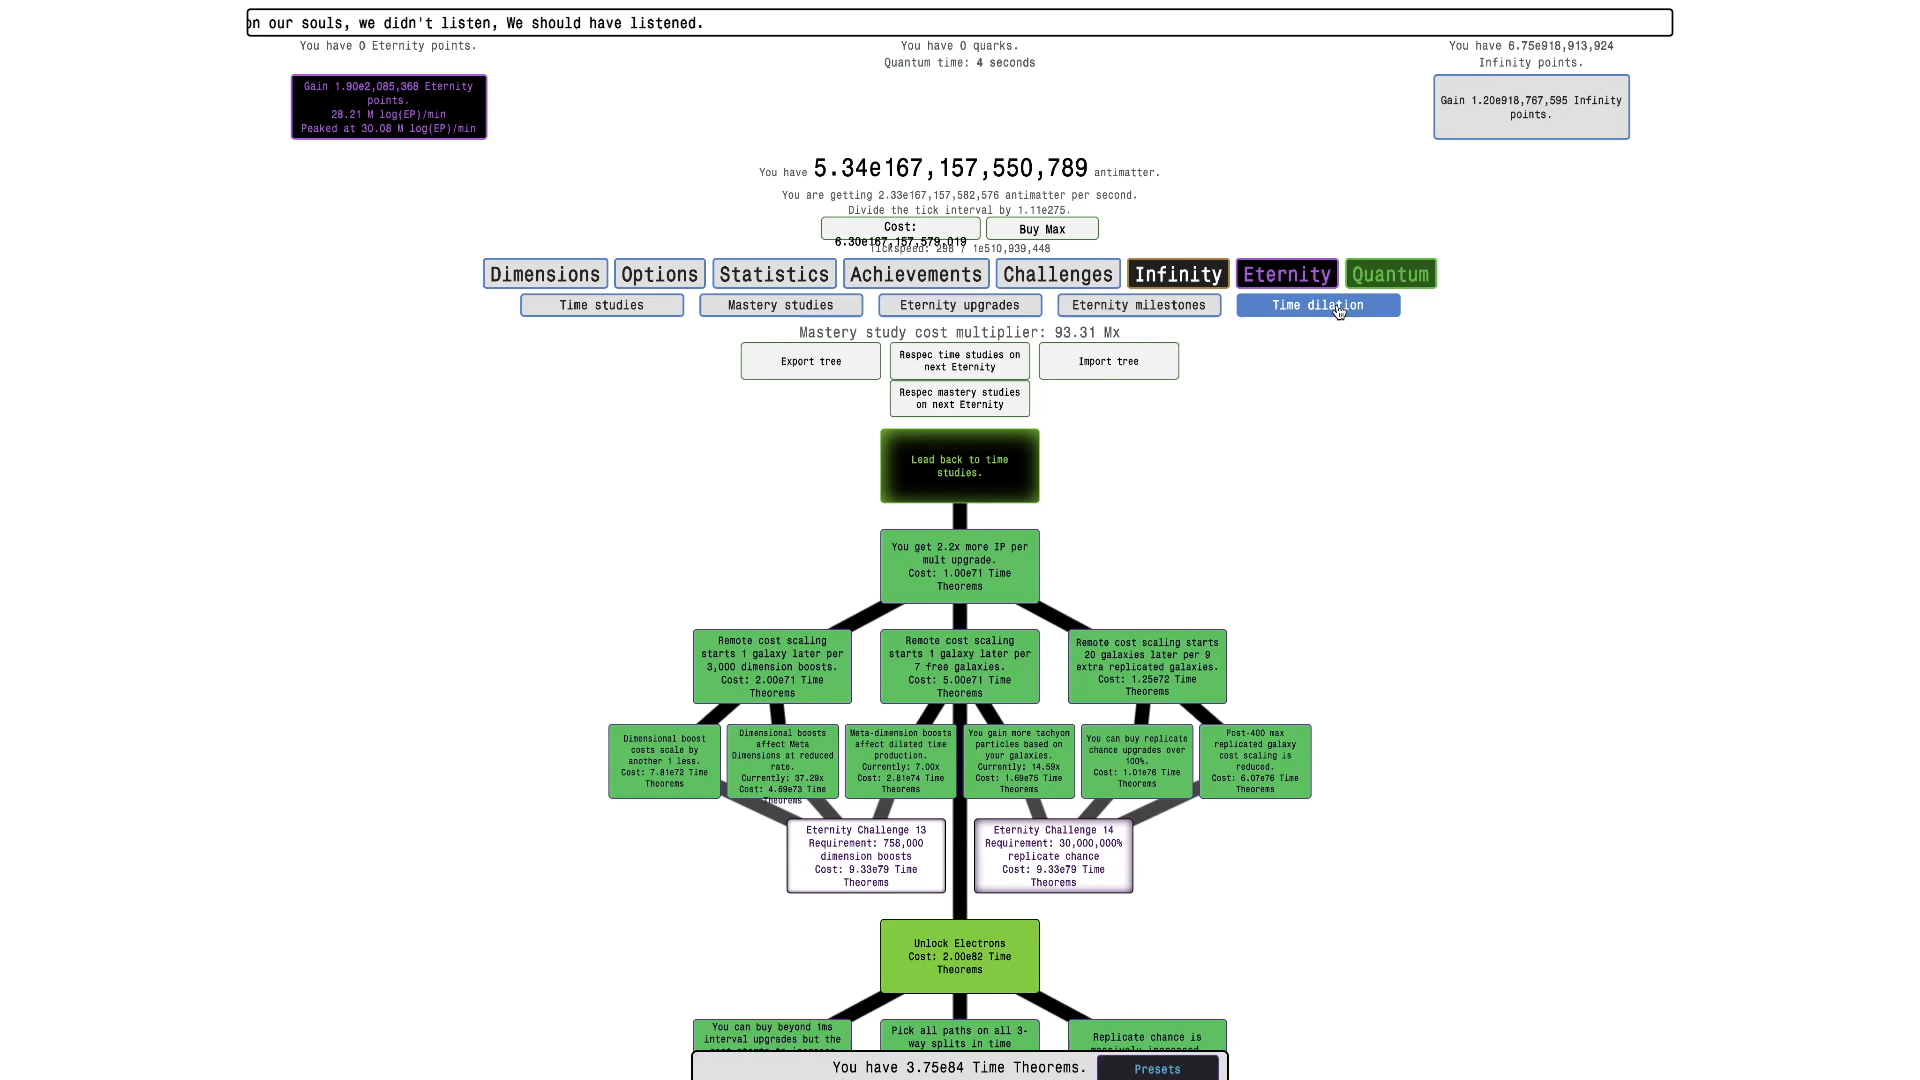 on our souls, we didn't listen, We should have listened.
You have 0 Eternity points.
You have 0 quarks.
Quantum time: 4 seconds
You have 6.75e918,913,924
Infinity points.
Gain 1.90e2,085,368 Eternity
points.
28.21 M log(EP)/min
Peaked at 30.08 M log(EP)/min
Gain 1.20e918,767,595 Infinity
points.
You have 5.34e167,157,550,789 antimatter.
You are getting 2.33e167,157,582,576 antimatter per second.
Divide the tick interval by 1.11e275.
Cost:
6.30e167,157,579,019
Buy Max
Tickspeed: 298 / 1e510,939,448
Dimensions
Options
Statistics
Achievements
Challenges
Infinity
Eternity
Quantum
Time studies
Mastery studies
Eternity upgrades
Eternity milestones
Time dilation
Mastery study cost multiplier: 93.31 Mx
Export tree
Respec time studies on
next Eternity
Import tree
Respec mastery studies
on next Eternity
Lead back to time
studies.
You get 2.2x more IP per
mult upgrade.
Cost: 1.00e71 Time
Theorems
Remote cost scaling
starts 1 galaxy later per
3,000 dimension boosts.
Cost: 2.00e71 Time
Theorems
Remote cost scaling
starts 1 galaxy later per
7 free galaxies.
Cost: 5.00e71 Time
Theorems
Remote cost scaling starts
20 galaxies later per 9
extra replicated galaxies.
Cost: 1.25e72 Time
Theorems
Dimensional boost
costs scale by
another 1 less.
Cost: 7.81e72 Time
Theorems
Dimensional boosts
affect Meta
Dimensions at reduced
rate.
Currently: 37.29x
Cost: 4.69e73 Time
Theorems
Meta-dimension boosts
affect dilated time
production.
Currently: 7.00x
Cost: 2.81e74 Time
Theorems
You gain more tachyon
particles based on
your galaxies.
Currently: 14.59x
Cost: 1.69e75 Time
Theorems
You can buy replicate
chance upgrades over
100%.
Cost: 1.01e76 Time
Theorems
Post-400 max
replicated galaxy
cost scaling is
reduced.
Cost: 6.07e76 Time
Theorems
Eternity Challenge 13
Requirement: 758,000
dimension boosts
Cost: 9.33e79 Time
Theorems
Eternity Challenge 14
Requirement: 30,000,000%
replicate chance
Cost: 9.33e79 Time
Theorems
Unlock Electrons
Cost: 2.00e82 Time
Theorems
You can buy beyond 1ms
interval upgrades but the
Pick all paths on all 3-
way splits in time
Replicate chance is
massively increased
You have 3.75e84 Time Theorems.
Presets